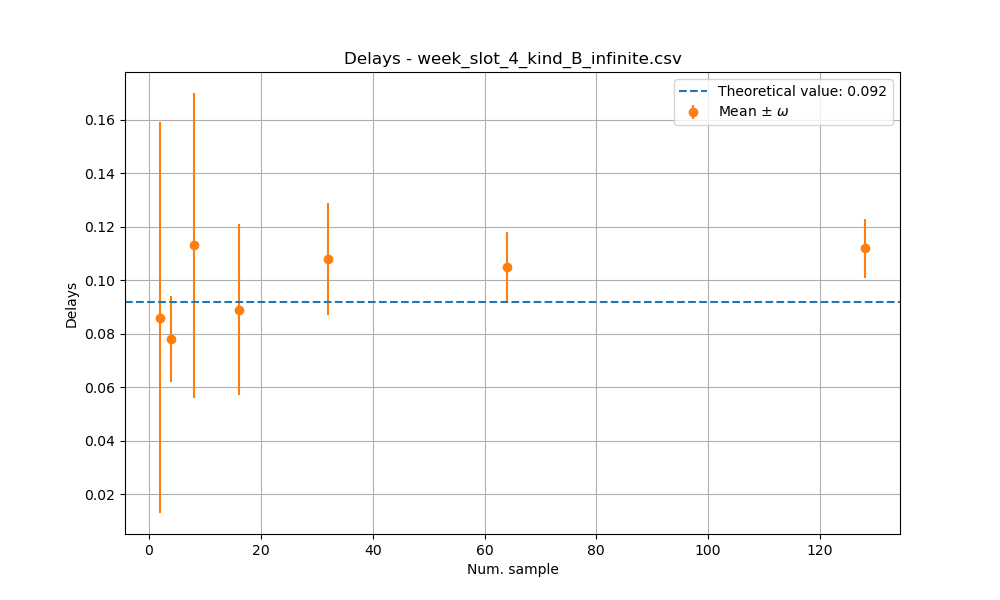 Delays - week_slot_4_kind_B_infinite.csv
Theoretical value: 0.092
Mean ± ω
0.16
0.14
0.12
0.10
0.08
0.06
0.04
0.02
Delays
0 20 40 60 80 100 120
Num. sample